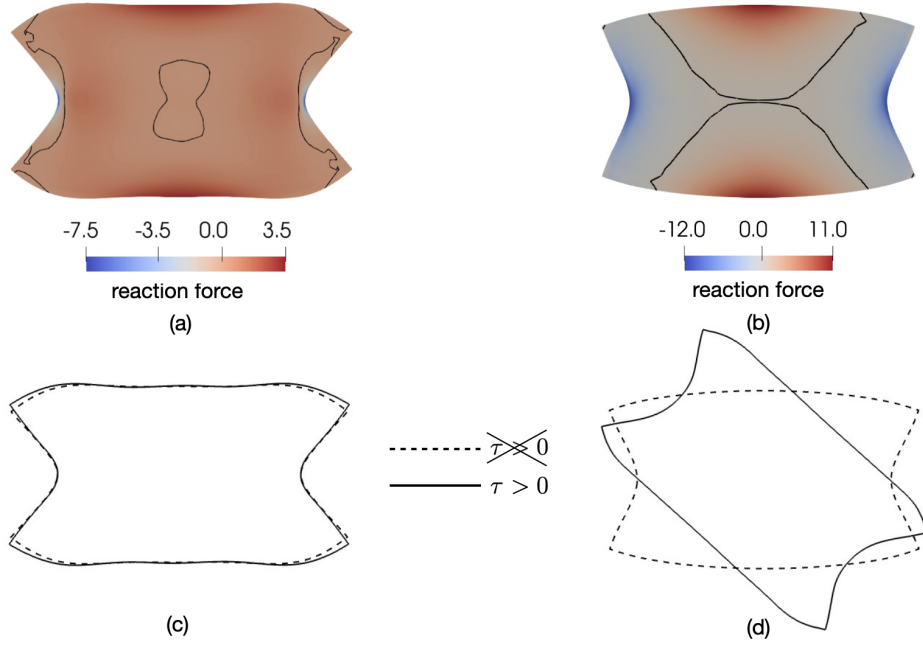 -7.5 -3.5 0.0 3.5
reaction force
(a)
-12.0 0.0 11.0
reaction force
(b)
τ > 0
τ > 0
(c)
(d)